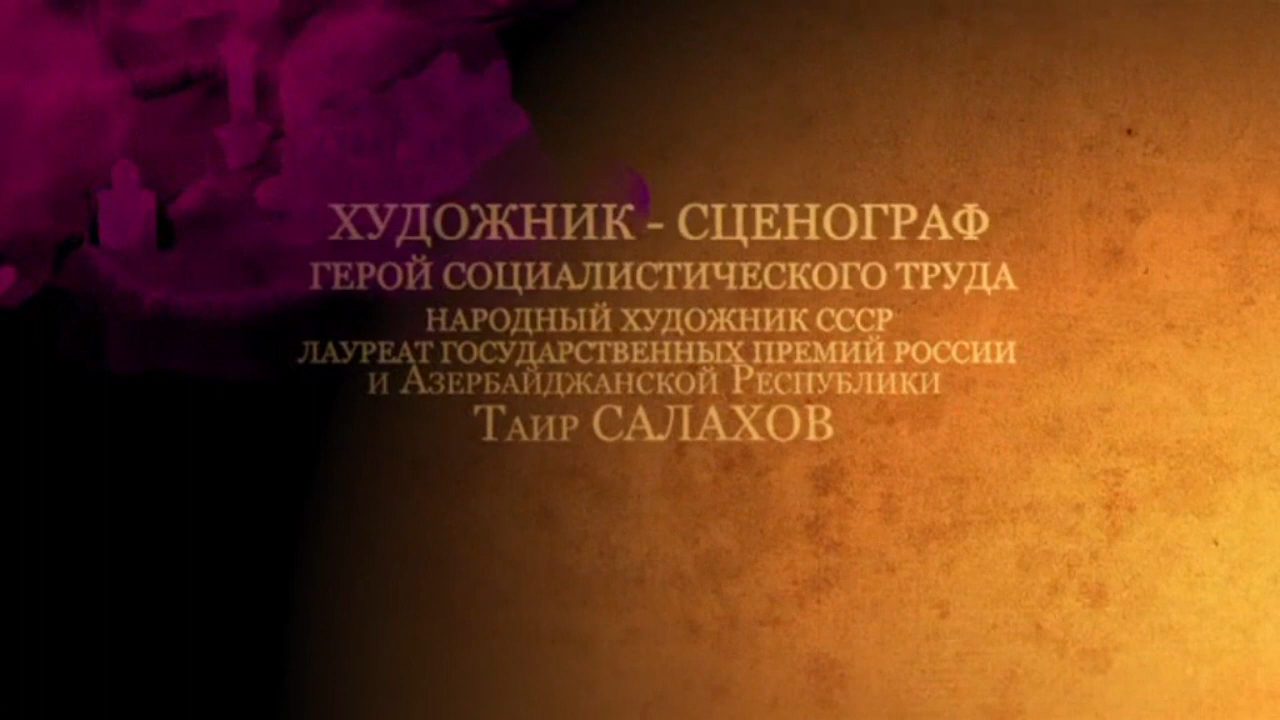 ХУДОЖНИК - СЦЕНОГРАФ
ГЕРОЙ СОЦИАЛИСТИЧЕСКОГО ТРУДА
НАРОДНЫЙ ХУДОЖНИК СССР
ЛАУРЕАТ ГОСУДАРСТВЕННЫХ ПРЕМИЙ РОССИИ
И АЗЕРБАЙДЖАНСКОЙ РЕСПУБЛИКИ
ТАИР САЛАХОВ